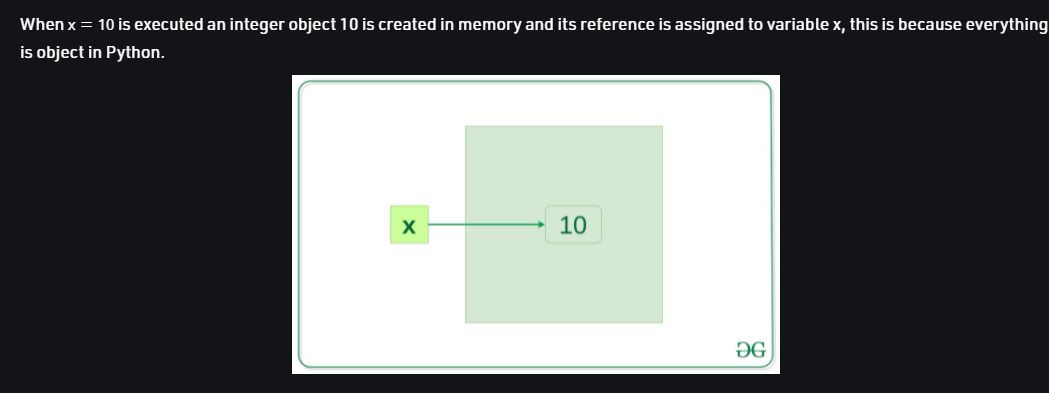 When x = 10 is executed an integer object 10 is created in memory and its reference is assigned to variable x, this is because everything
is object in Python.
x
10